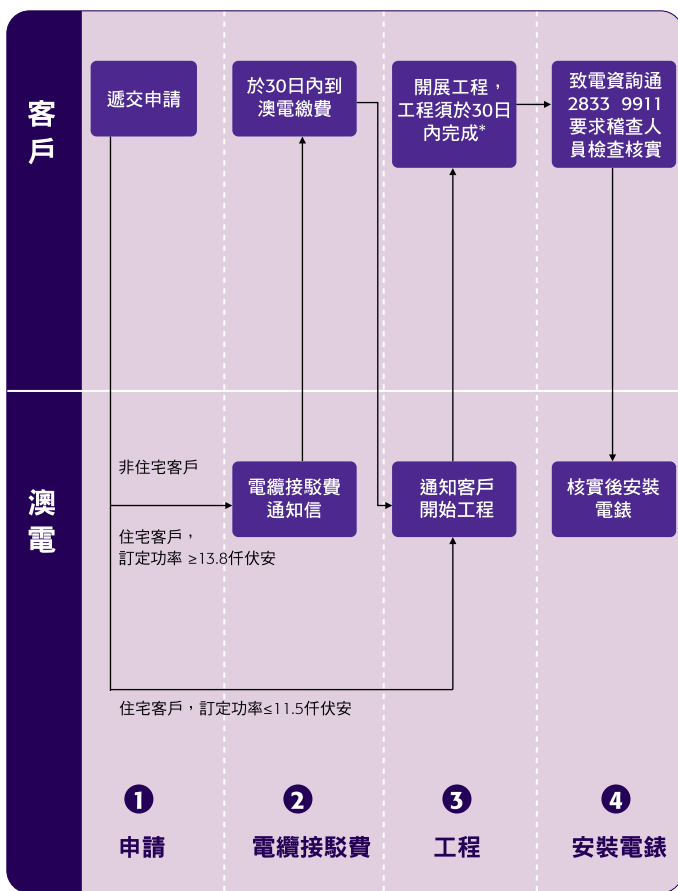 客戶
遞交申請
於30日內到
澳電繳費
開展工程，
工程須於30日
內完成*
致電資詢通
2833 9911
要求稽查人
員檢查核實
澳電
非住宅客戶
住宅客戶，
訂定功率 ≥13.8仟伏安
電纜接駁費
通知信
通知客戶
開始工程
核實後安裝
電錶
住宅客戶，訂定功率≤11.5仟伏安
1
申請
2
電纜接駁費
3
工程
4
安裝電錶